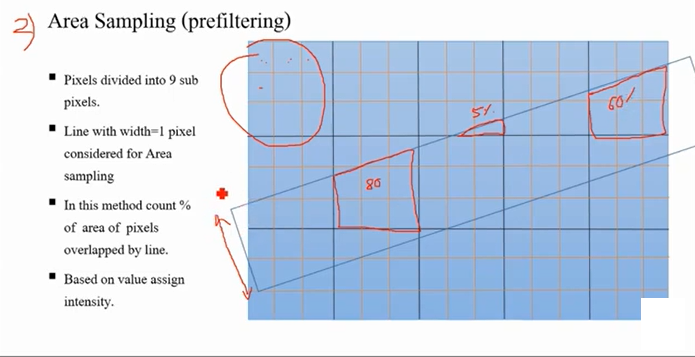 2) Area Sampling (prefiltering)
Pixels divided into 9 sub
pixels.
Line with width=1 pixel
considered for Area
sampling
In this method count %
of area of pixels
overlapped by line.
Based on value assign
intensity.
5%
60%
80